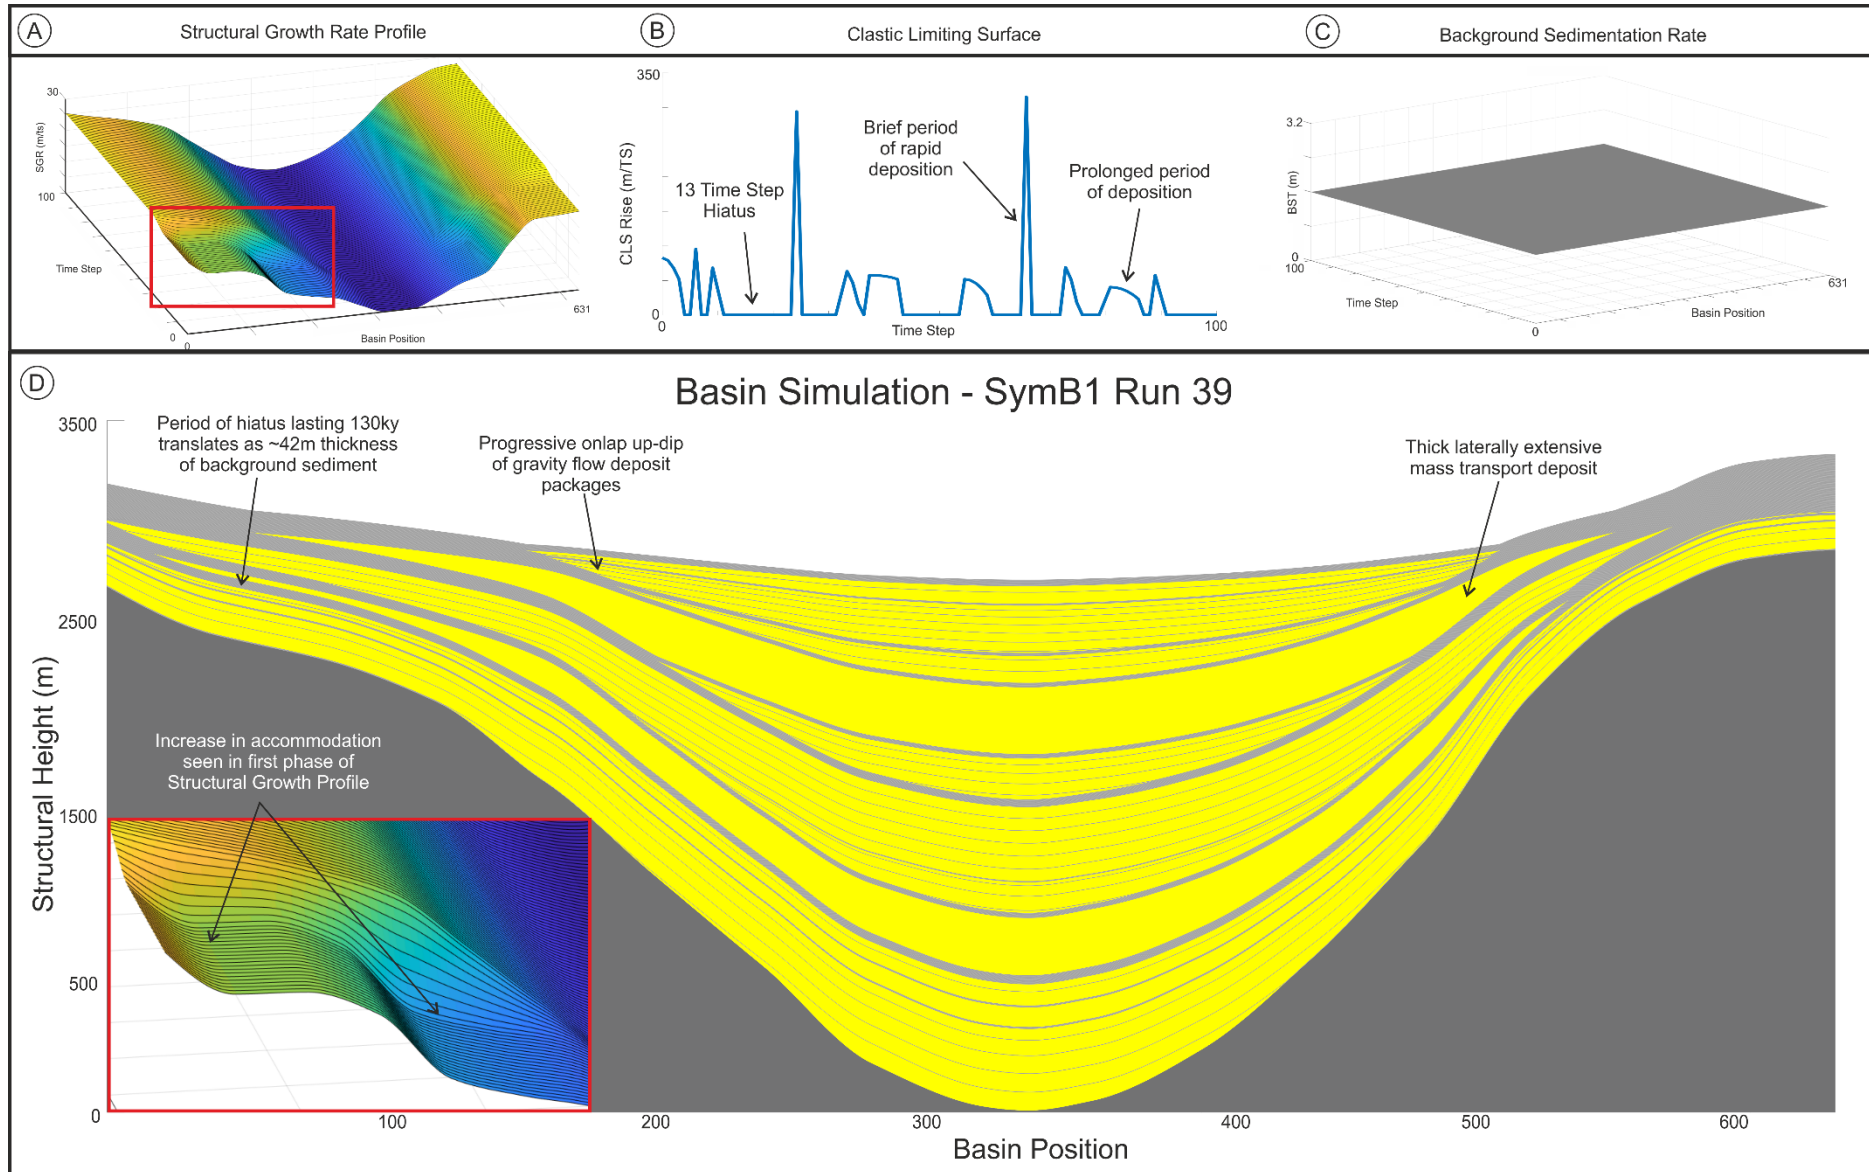 A
Structural Growth Rate Profile
B
Clastic Limiting Surface
C
Background Sedimentation Rate
30
SGR (m/ts)
100
Time Step
0
0
Basin Position
631
350
CLS Rise (m/TS)
0
0
Time Step
100
13 Time Step
Hiatus
Brief period
of rapid
deposition
Prolonged period
of deposition
3.2
BST (m)
0
100
Time Step
0
Basin Position
631
D
Basin Simulation - SymB1 Run 39
Period of hiatus lasting 130ky
translates as ~42m thickness
of background sediment
Progressive onlap up-dip
of gravity flow deposit
packages
Thick laterally extensive
mass transport deposit
Increase in accommodation
seen in first phase of
Structural Growth Profile
Structural Height (m)
3500
2500
1500
500
0
100
200
300
400
500
600
Basin Position